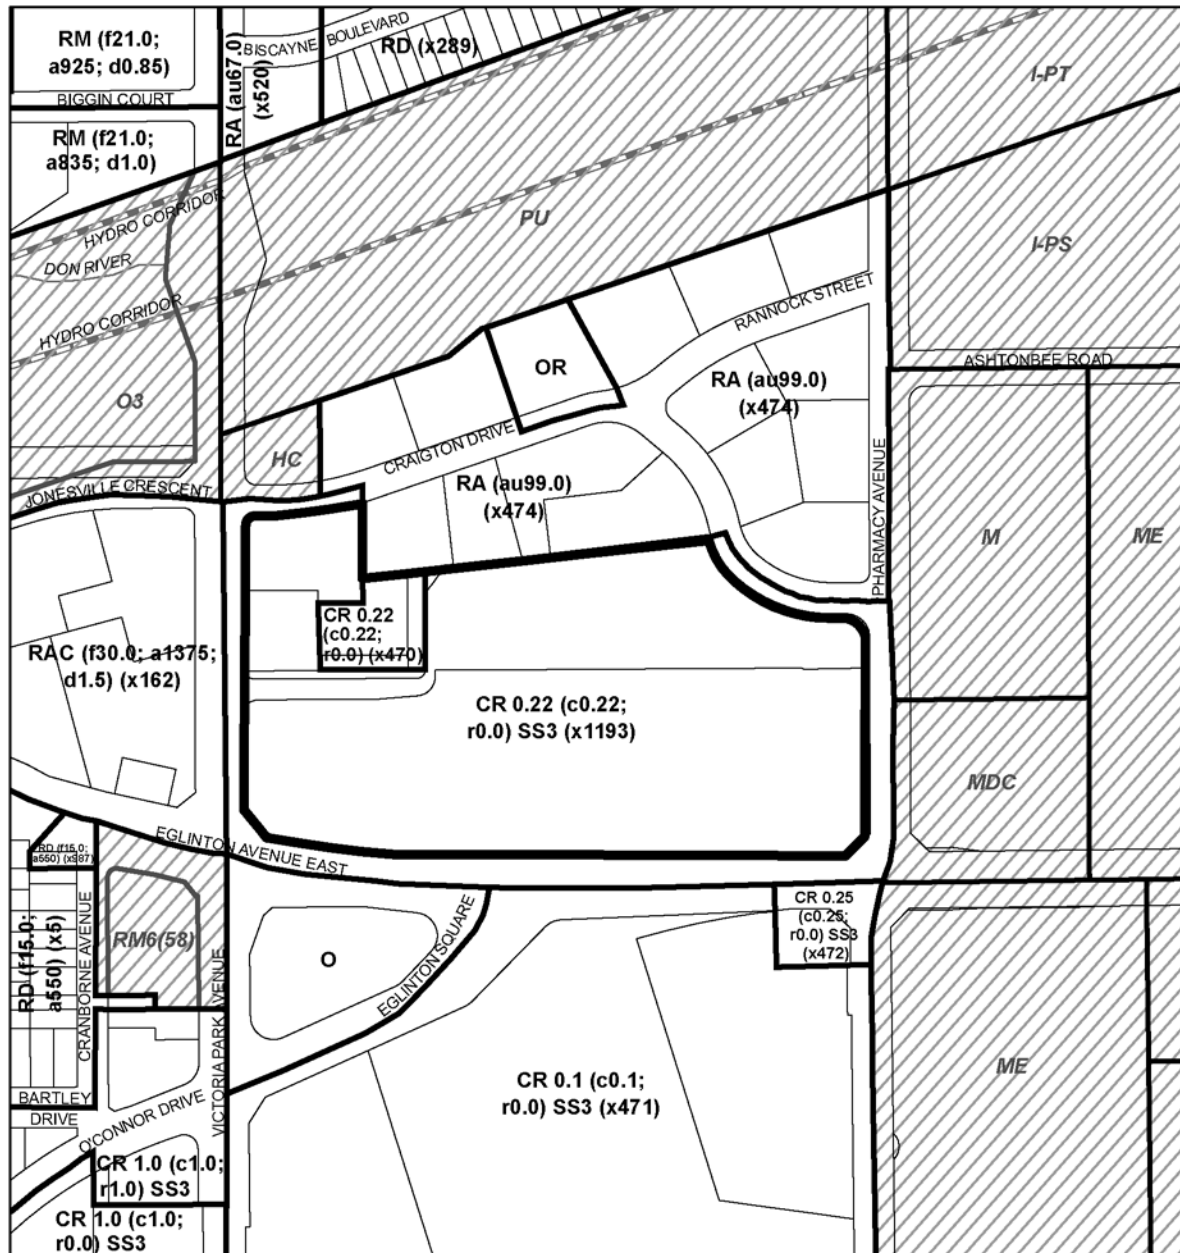 RM (f21.0;
a925; d0.85)
BIGGIN COURT
RA (au67.0)
(x520)
BISCAYNE BOULEVARD
RD (x289)
I-PT
RM (f21.0;
a835; d1.0)
HYDRO CORRIDOR
DON RIVER
HYDRO CORRIDOR
PU
I-PS
RANNOCK STREET
ASHTONBEE ROAD
OR
RA (au99.0)
(x474)
O3
CRAIGTON DRIVE
HC
RA (au99.0)
(x474)
JONESVILLE CRESCENT
PHARMACY AVENUE
M
ME
CR 0.22
(c0.22;
r0.0) (x470)
RAC (f30.0; a1375;
d1.5) (x162)
CR 0.22 (c0.22;
r0.0) SS3 (x1193)
MDC
EGLINTON AVENUE EAST
RD (f15.0;
a550) (x987)
RD (f15.0;
a550) (x5)
CRANBORNE AVENUE
RM6(58)
VICTORIA PARK AVENUE
O
EGLINTON SQUARE
CR 0.25
(c0.25;
r0.0) SS3
(x472)
ME
CR 0.1 (c0.1;
r0.0) SS3 (x471)
BARTLEY
DRIVE
O'CONNOR DRIVE
CR 1.0 (c1.0;
r1.0) SS3
CR 1.0 (c1.0;
r0.0) SS3